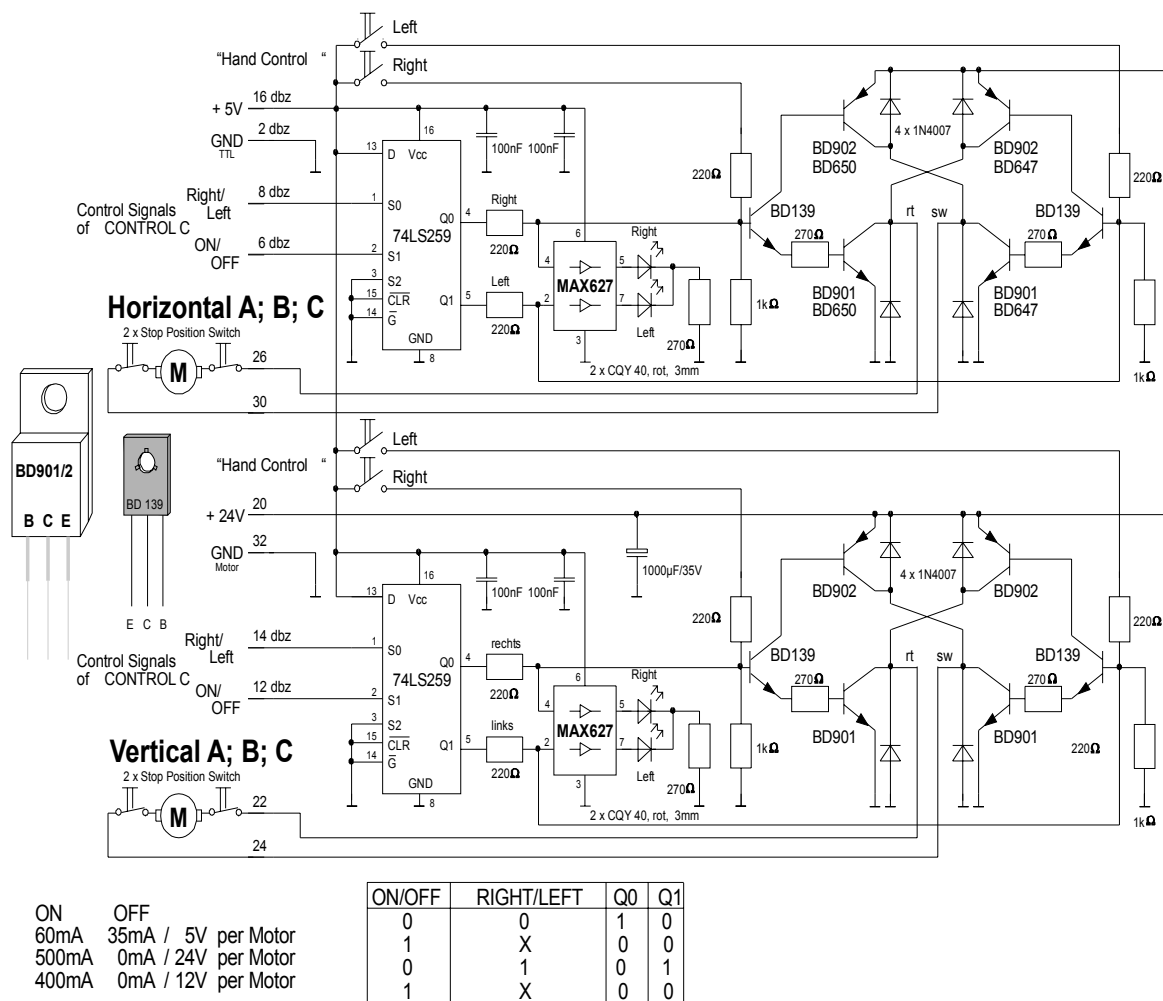 Left
"Hand Control "
Right
+ 5V 16 dbz
GND 2 dbz
TTL
Control Signals
of CONTROL C
Right/
Left
8 dbz
ON/
OFF
6 dbz
13 D Vcc 16
1 S0
2 S1
3 S2
15 CLR
14 G
74LS259
Q0 4
Q1 5
GND
8
100nF 100nF
Right
220Ω
Left
220Ω
6
4 5
MAX627
2 7
3
Right
Left
270Ω
2 x CQY 40, rot, 3mm
220Ω
1kΩ
BD139
270Ω
BD902
BD650
4 x 1N4007
BD902
BD647
rt sw
BD901
BD650
BD901
BD647
BD139
270Ω
220Ω
1kΩ
Horizontal A; B; C
2 x Stop Position Switch
M
26
30
BD901/2
B C E
BD 139
E C B
Left
"Hand Control "
Right
+ 24V 20
GND 32
Motor
Control Signals
of CONTROL C
Right/
Left
14 dbz
ON/
OFF
12 dbz
13 D Vcc 16
1 S0
2 S1
3 S2
15 CLR
14 G
74LS259
Q0 4
Q1 5
GND
8
100nF 100nF
1000µF/35V
rechts
220Ω
links
220Ω
6
4 5
MAX627
2 7
3
Right
Left
270Ω
2 x CQY 40, rot, 3mm
220Ω
1kΩ
BD139
270Ω
BD902
4 x 1N4007
BD902
rt sw
BD901
BD901
BD139
270Ω
220Ω
220Ω
1kΩ
Vertical A; B; C
2 x Stop Position Switch
M
22
24
ON OFF
60mA 35mA / 5V per Motor
500mA 0mA / 24V per Motor
400mA 0mA / 12V per Motor
ON/OFF RIGHT/LEFT Q0 Q1
0 0 1 0
1 X 0 0
0 1 0 1
1 X 0 0